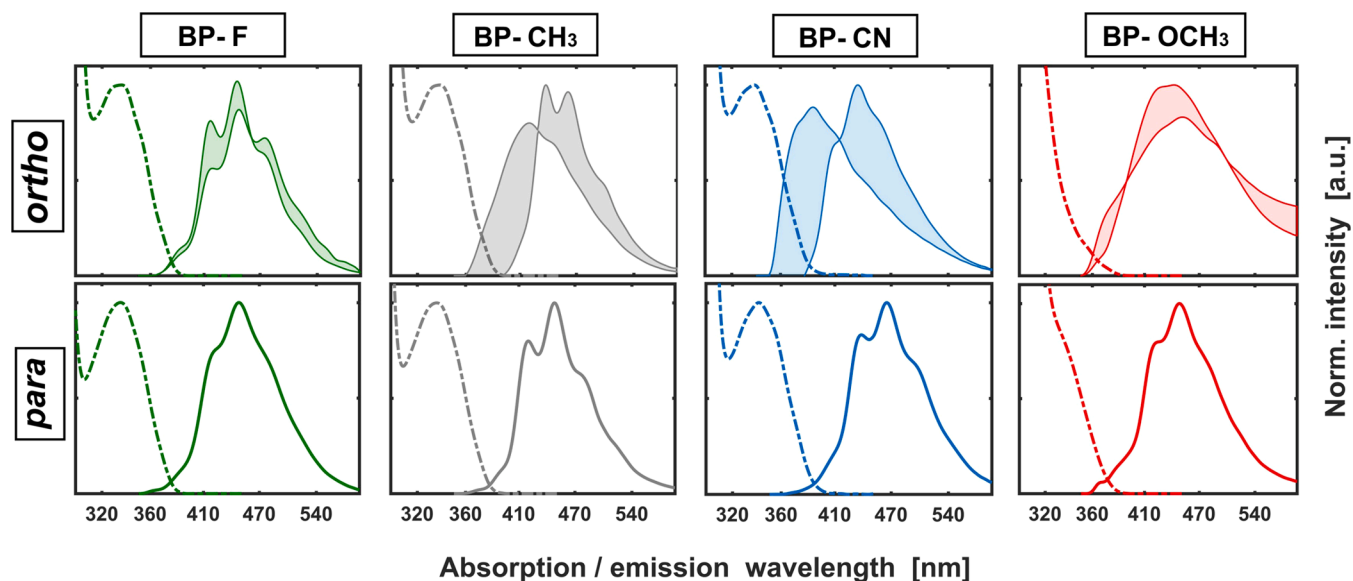 BP- F BP- CH₃ BP- CN BP- OCH₃
ortho
para
Norm. intensity [a.u.]
320 360 410 470 540 320 360 410 470 540 320 360 410 470 540 320 360 410 470 540
Absorption / emission wavelength [nm]